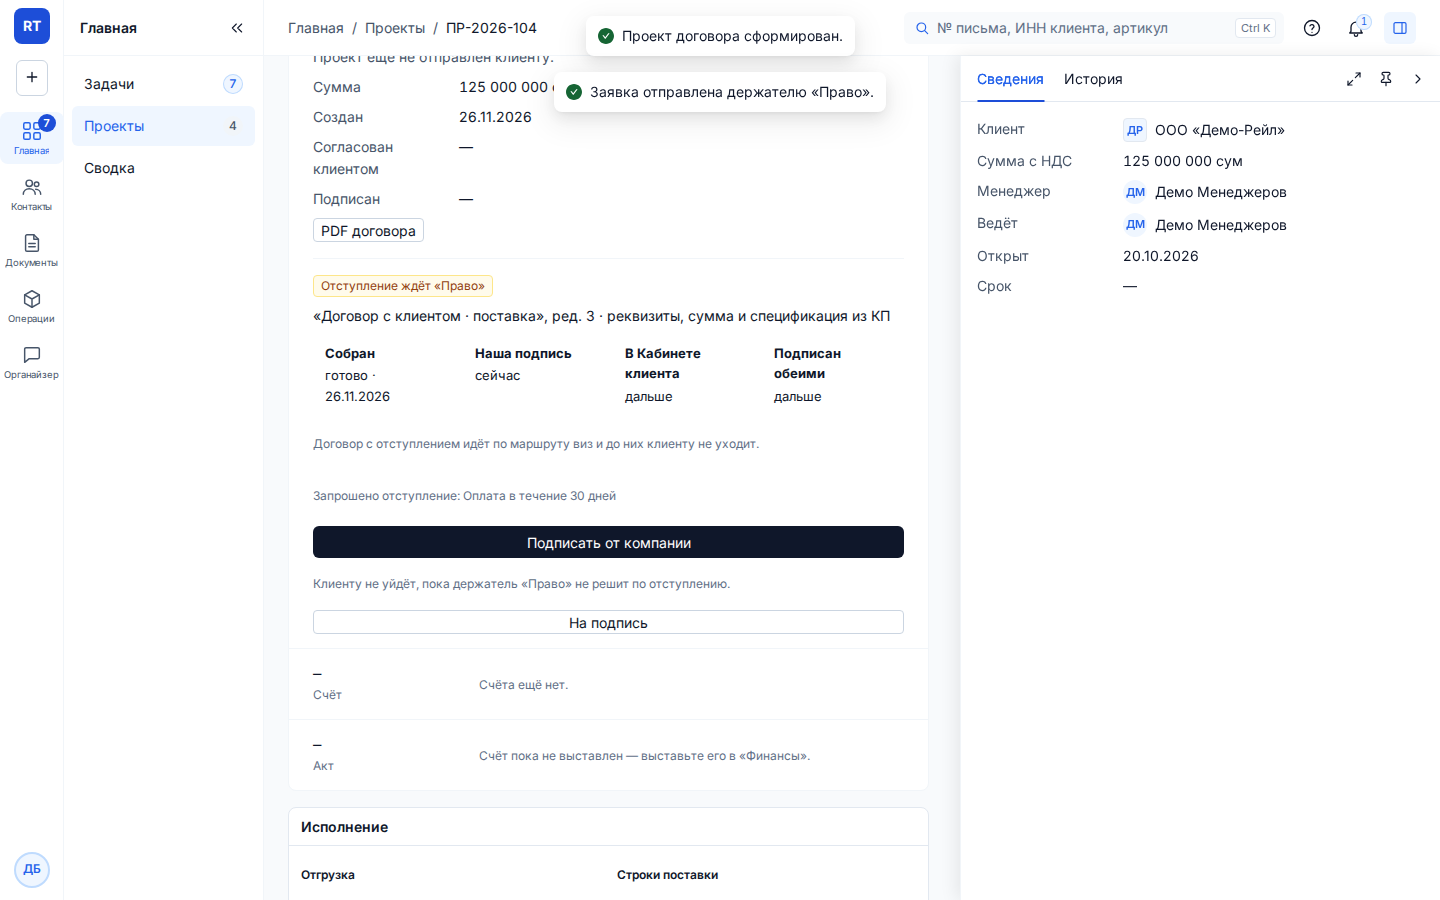 RT
Главная
Главная / Проекты / ПР-2026-104
Проект договора сформирован.
№ письма, ИНН клиента, артикул
Ctrl K
1
Заявка отправлена держателю «Право».
7
Главная
Контакты
Документы
Операции
Органайзер
ДБ
Задачи
7
Проекты
4
Сводка
Проект ещё не отправлен клиенту.
Сумма
125 000 000
Создан
26.11.2026
Согласован клиентом
—
Подписан
—
PDF договора
Отступление ждёт «Право»
«Договор с клиентом · поставка», ред. 3 · реквизиты, сумма и спецификация из КП
Собран
готово · 26.11.2026
Наша подпись
сейчас
В Кабинете клиента
дальше
Подписан обеими
дальше
Договор с отступлением идёт по маршруту виз и до них клиенту не уходит.
Запрошено отступление: Оплата в течение 30 дней
Подписать от компании
Клиенту не уйдёт, пока держатель «Право» не решит по отступлению.
На подпись
—
Счёт
Счёта ещё нет.
—
Акт
Счёт пока не выставлен — выставьте его в «Финансы».
Исполнение
Отгрузка
Строки поставки
Сведения
История
Клиент
ДР ООО «Демо-Рейл»
Сумма с НДС
125 000 000 сум
Менеджер
ДМ Демо Менеджеров
Ведёт
ДМ Демо Менеджеров
Открыт
20.10.2026
Срок
—